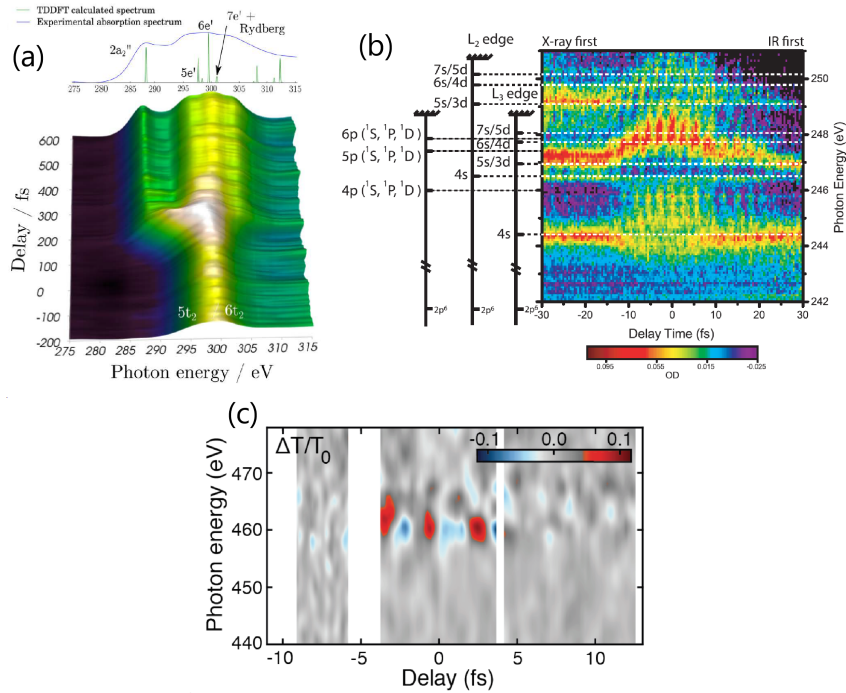 TDDFT calculated spectrum
Experimental absorption spectrum
7e' +
Rydberg
6e'
2a₂''
5e'
275 280 285 290 295 300 305 310 315
(a)
600
500
400
300
200
100
0
-100
-200
Delay / fs
5t₂ 6t₂
275 280 285 290 295 300 305 310 315
Photon energy / eV
(b)
L₂ edge
7s/5d
6s/4d
5s/3d
4s
2p⁶
L₃ edge
7s/5d
6s/4d
5s/3d
4s
2p⁶
6p (¹S, ¹P, ¹D)
5p (¹S, ¹P, ¹D)
4p (¹S, ¹P, ¹D)
2p⁶
X-ray first IR first
250
248
246
244
242
Photon Energy (eV)
-30 -20 -10 0 10 20 30
Delay Time (fs)
0.095 0.055 0.015 -0.025
OD
(c)
ΔT/T₀
-0.1 0.0 0.1
470
460
450
440
Photon energy (eV)
-10 -5 0 5 10
Delay (fs)